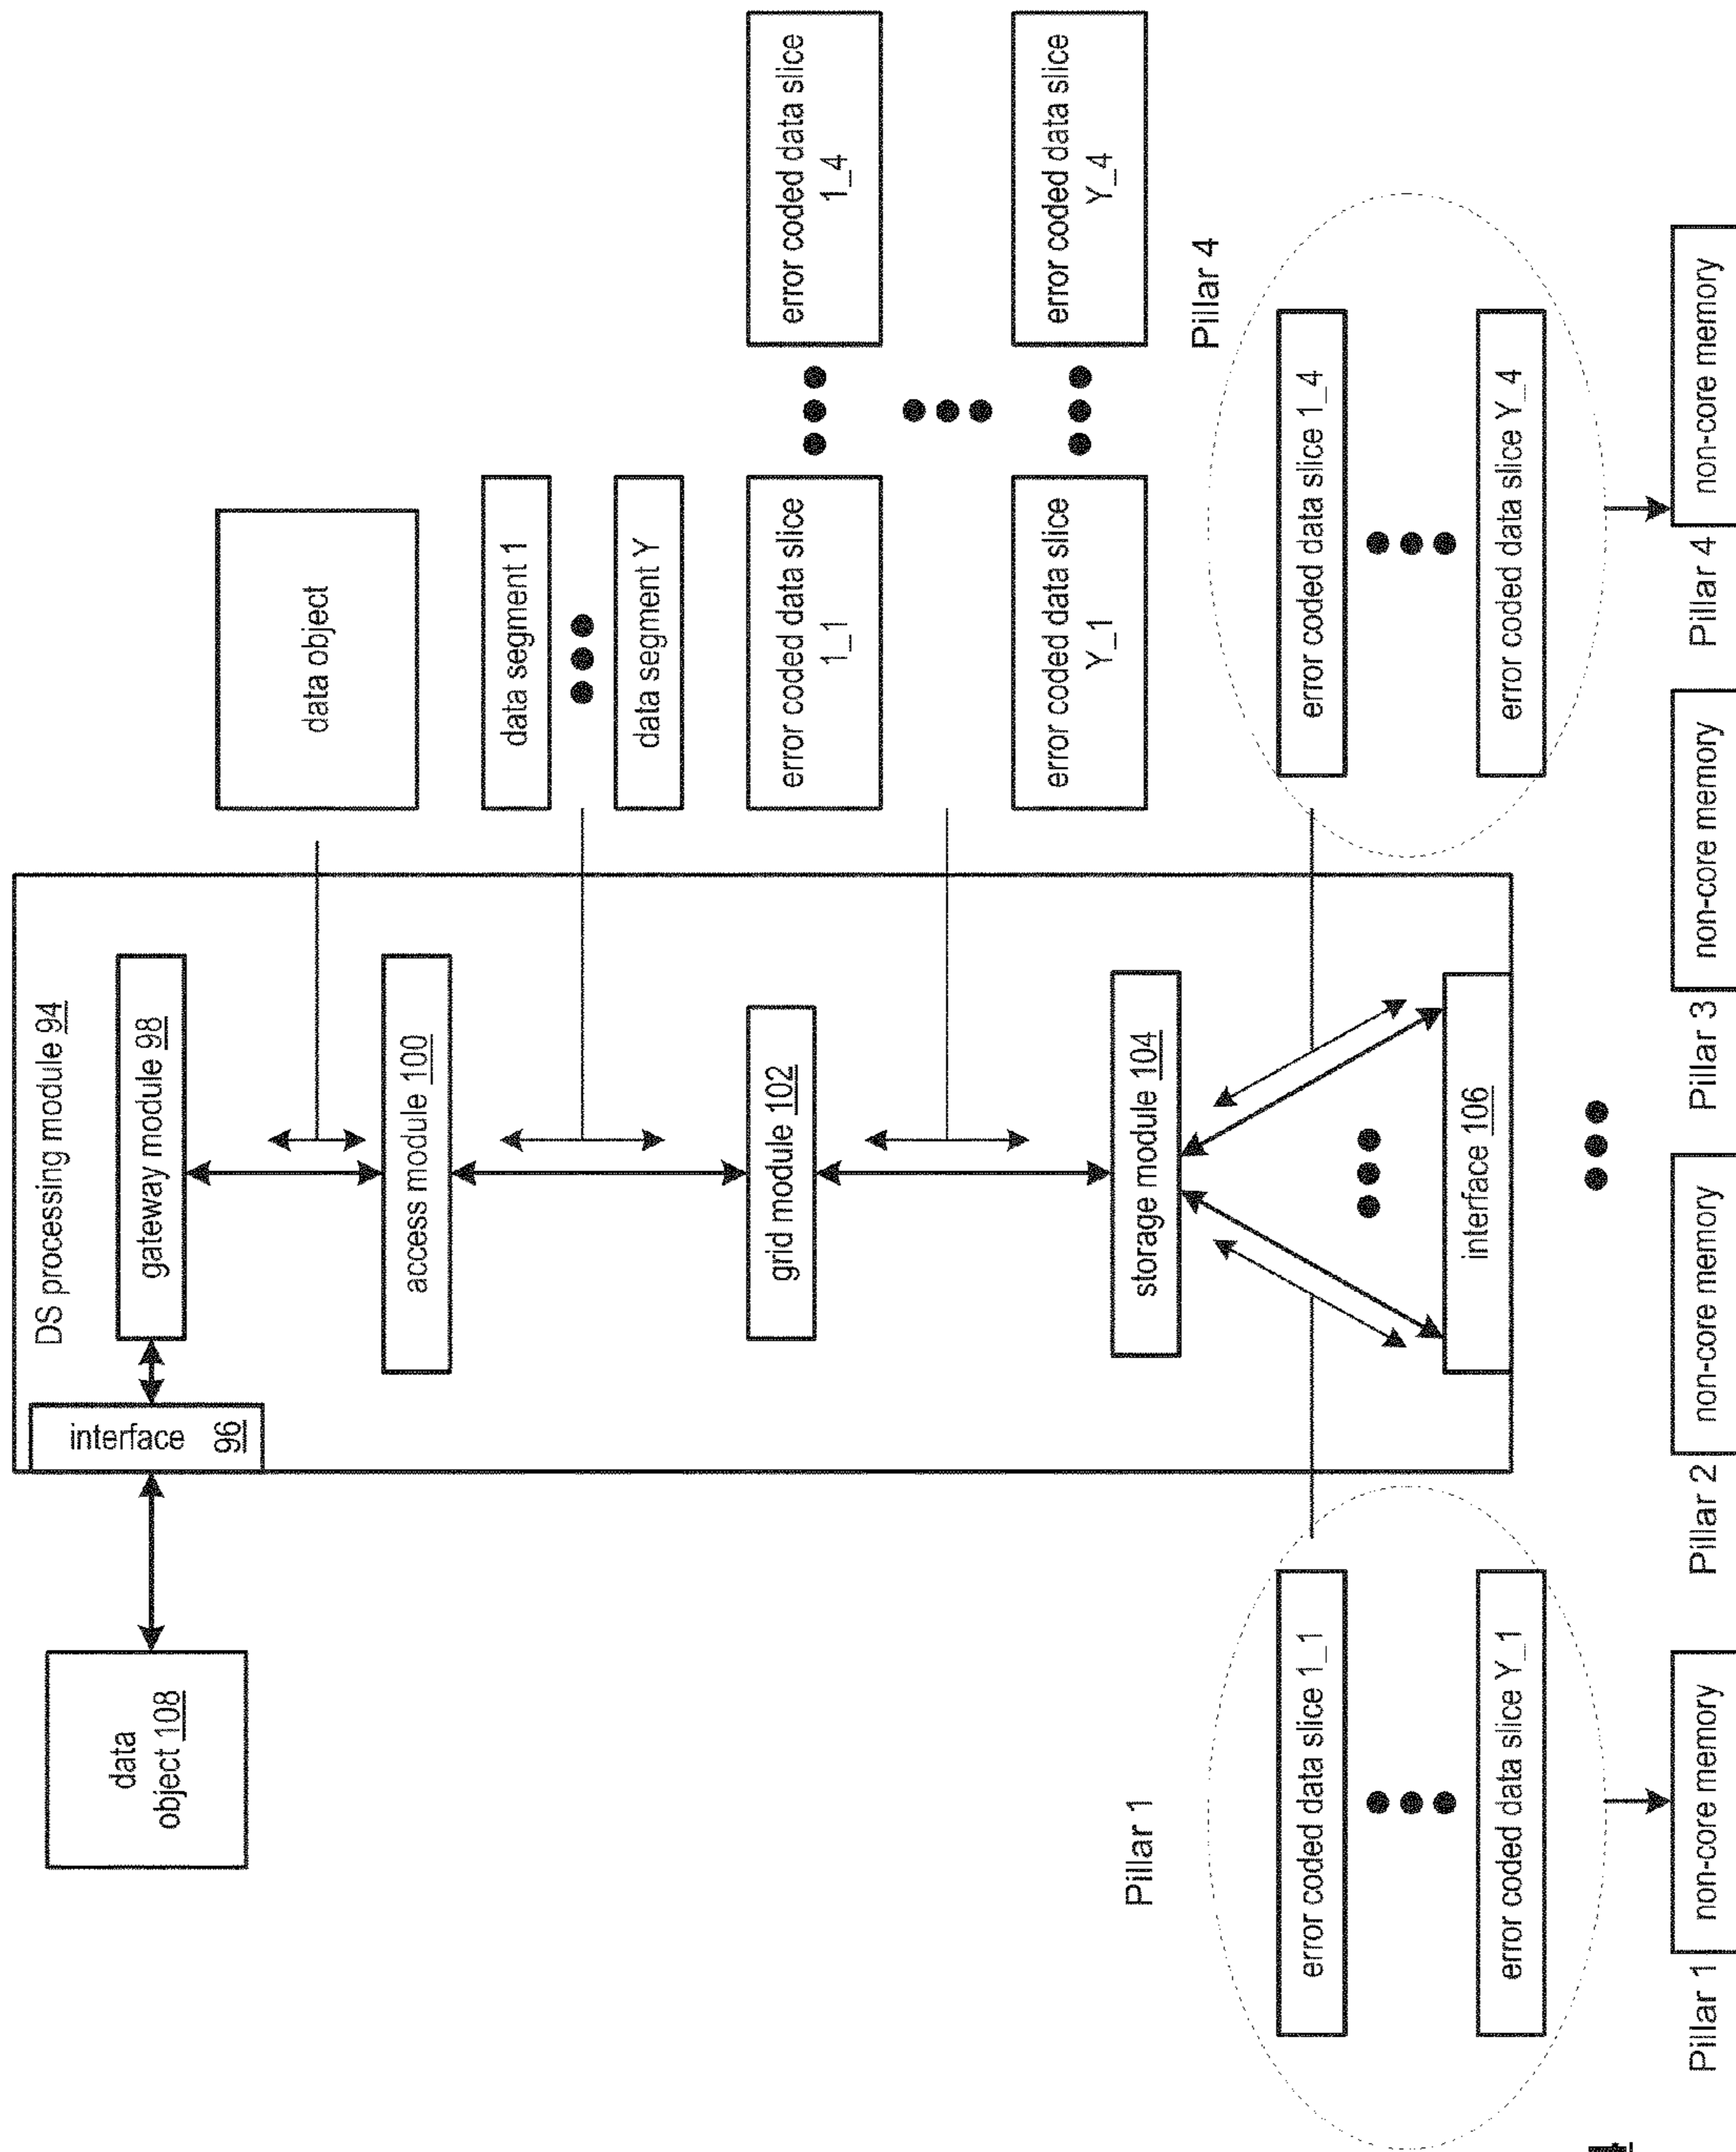 data
object 108
interface 96
DS processing module 94
gateway module 98
data object
access module 100
data segment 1
data segment Y
grid module 102
error coded data slice
1_1
error coded data slice
1_4
error coded data slice
Y_1
error coded data slice
Y_4
storage module 104
interface 106
Pillar 1
error coded data slice 1_1
error coded data slice Y_1
Pillar 4
error coded data slice 1_4
error coded data slice Y_4
Pillar 1 non-core memory
Pillar 2 non-core memory
Pillar 3 non-core memory
Pillar 4 non-core memory